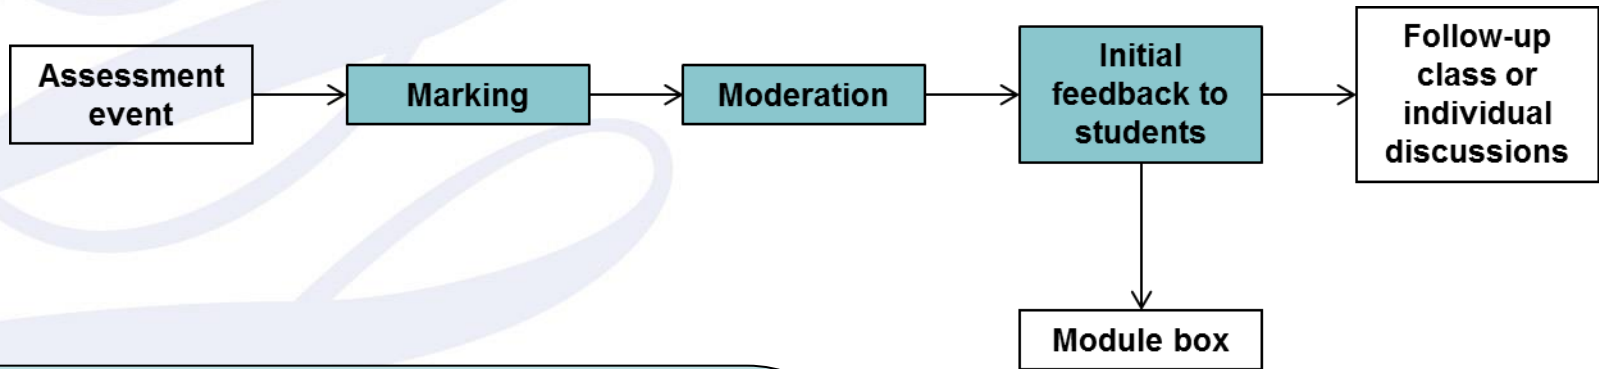 Assessment
event
Marking
Moderation
Initial
feedback to
students
Follow-up
class or
individual
discussions
Module box